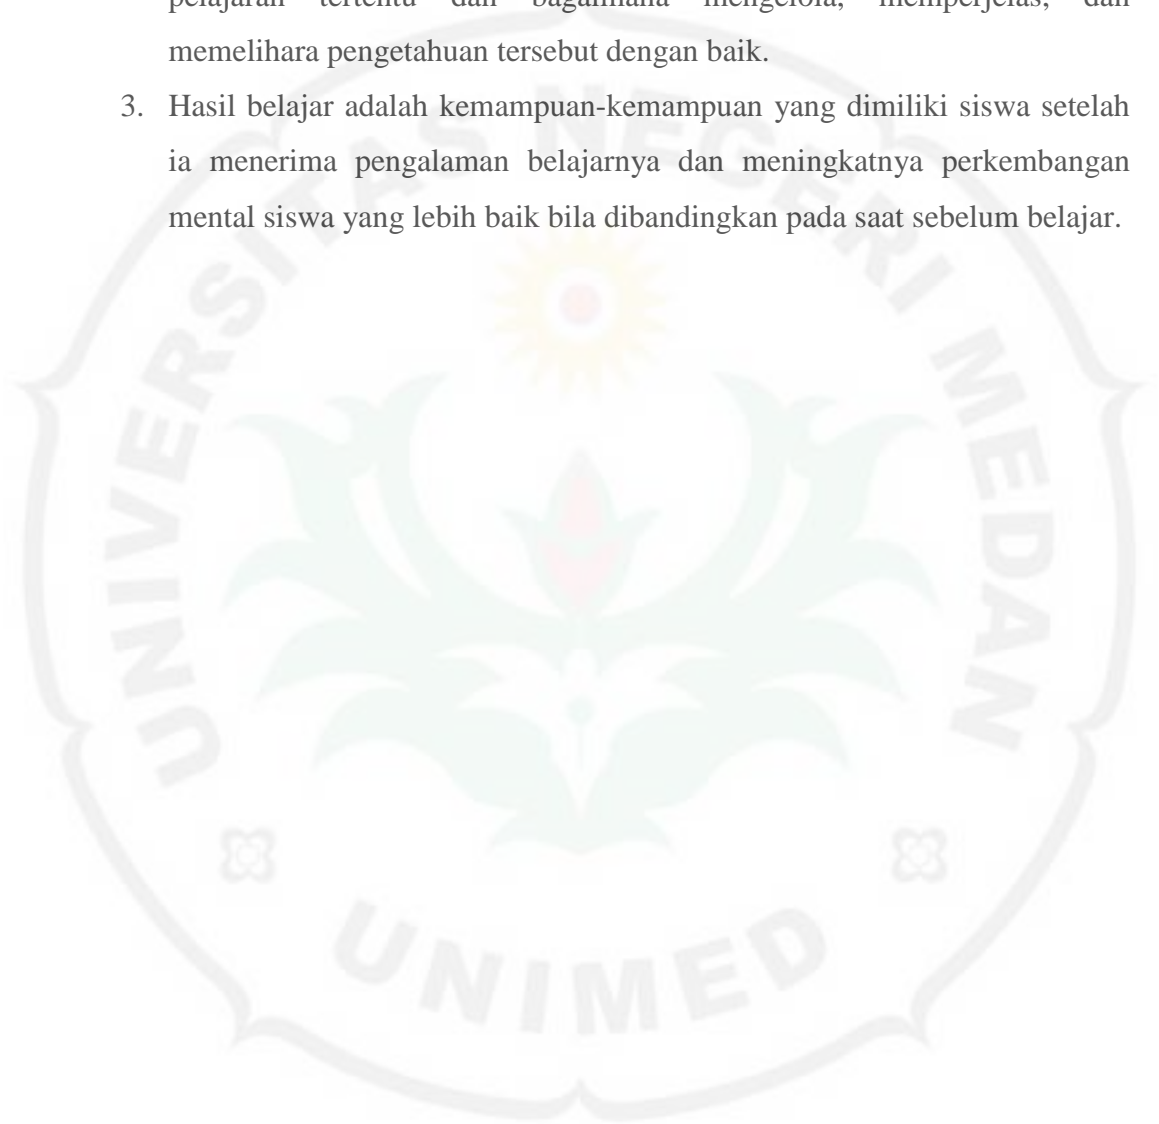 pelajaran tertentu dan bagaimana mengelola, memperjelas, dan
memelihara pengetahuan tersebut dengan baik.
3. Hasil belajar adalah kemampuan-kemampuan yang dimiliki siswa setelah
ia menerima pengalaman belajarnya dan meningkatnya perkembangan
mental siswa yang lebih baik bila dibandingkan pada saat sebelum belajar.
UNIVERSITAS NEGERI MEDAN
UNIMED